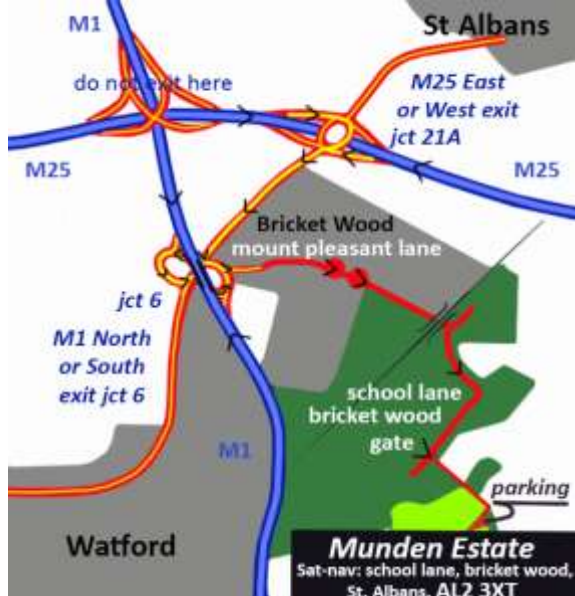 M1
St Albans
do not exit here
M25 East
or West exit
jct 21A
M25
M25
Bricket Wood
mount pleasant lane
jct 6
M1 North
or South
exit jct 6
school lane
bricket wood
gate
M1
parking
Watford
Munden Estate
Sat-nav: school lane, bricket wood,
St. Albans, AL2 3XT